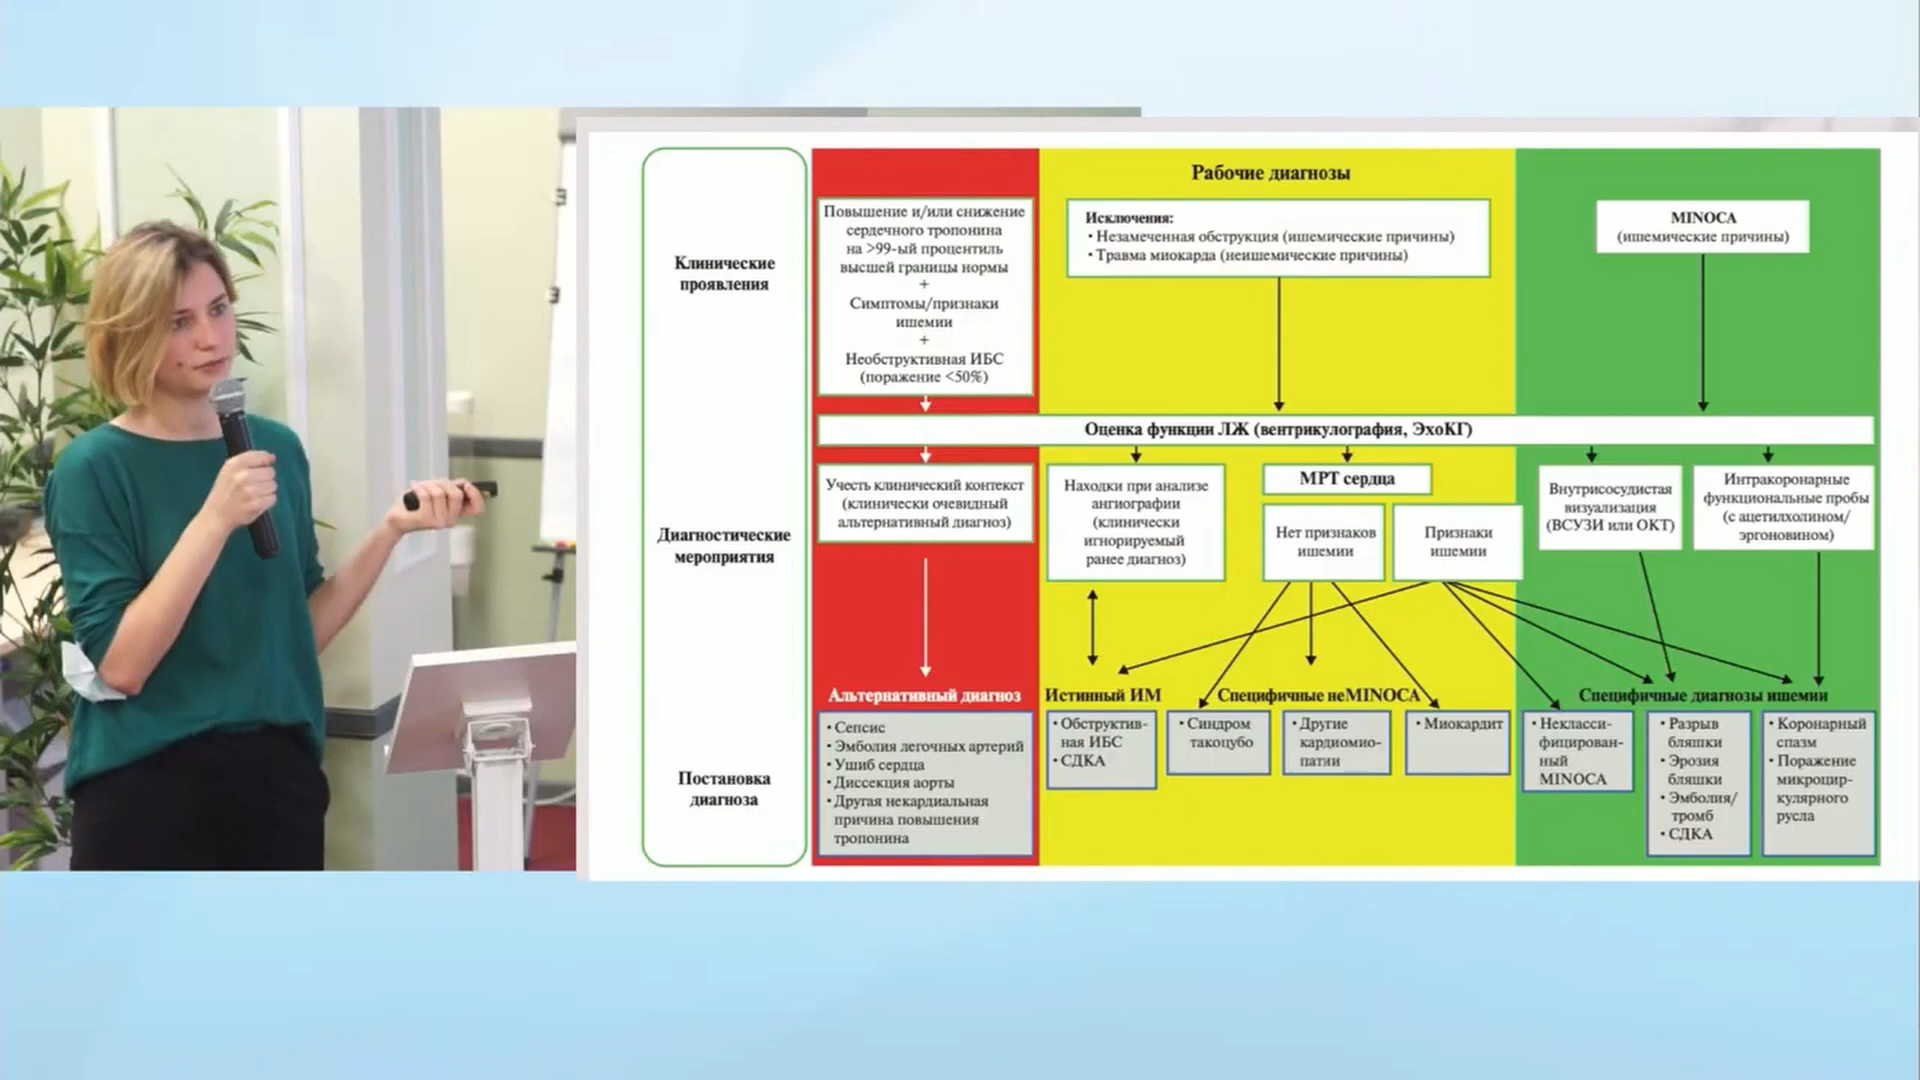 Рабочие диагнозы
Клинические
проявления
Повышение и/или снижение
сердечного тропонина
на >99-ый процентиль
высшей границы нормы
+
Симптомы/признаки
ишемии
+
Необструктивная ИБС
(поражение <50%)
Исключения:
• Незамеченная обструкция (ишемические причины)
• Травма миокарда (неишемические причины)
MINOCA
(ишемические причины)
Оценка функции ЛЖ (вентрикулография, ЭхоКГ)
Диагностические
мероприятия
Учесть клинический контекст
(клинически очевидный
альтернативный диагноз)
Находки при анализе
ангиографии
(клинически
игнорируемый
ранее диагноз)
МРТ сердца
Нет признаков
ишемии
Признаки
ишемии
Внутрисосудистая
визуализация
(ВСУЗИ или ОКТ)
Интракоронарные
функциональные пробы
(с ацетилхолином/
эргоновином)
Постановка
диагноза
Альтернативный диагноз
• Сепсис
• Эмболия легочных артерий
• Ушиб сердца
• Диссекция аорты
• Другая некардиальная
причина повышения
тропонина
Истинный ИМ
• Обструктив-
ная ИБС
• СДКА
Специфичные неMINOCA
• Синдром
такоцубо
• Другие
кардиомио-
патии
• Миокардит
Специфичные диагнозы ишемии
• Неклассифи-
фицирован-
ный
MINOCA
• Разрыв
бляшки
• Эрозия
бляшки
• Эмболия/
тромб
• СДКА
• Коронарный
спазм
• Поражение
микроцир-
кулярного
русла